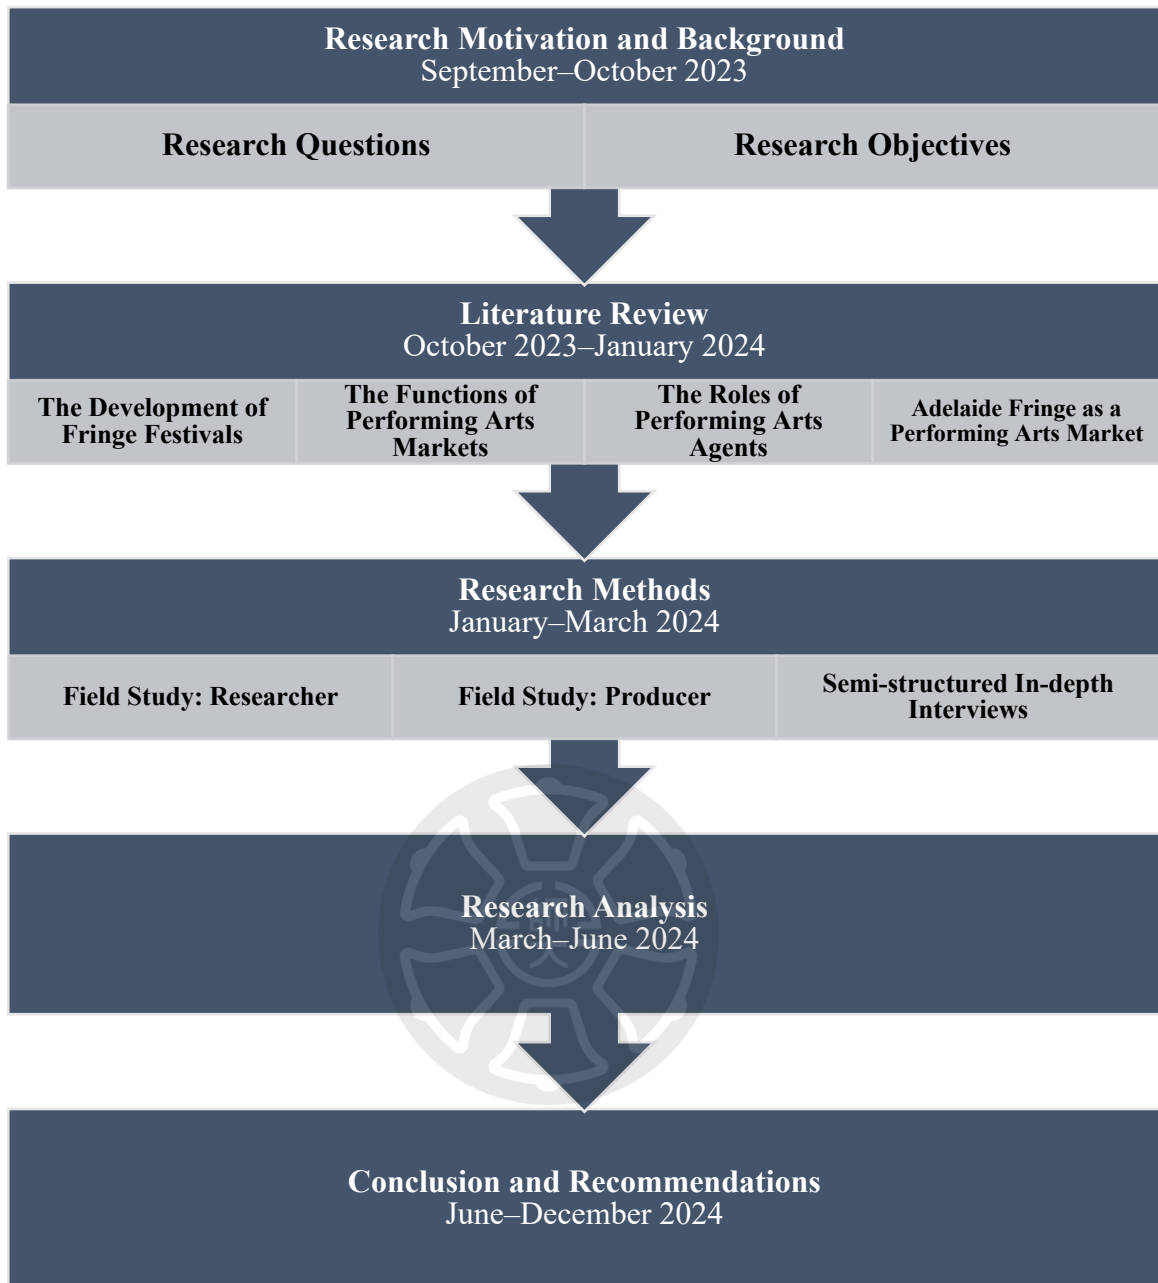 Research Motivation and Background
September–October 2023
Research Questions
Research Objectives
Literature Review
October 2023–January 2024
The Development of
Fringe Festivals
The Functions of
Performing Arts
Markets
The Roles of
Performing Arts
Agents
Adelaide Fringe as a
Performing Arts Market
Research Methods
January–March 2024
Field Study: Researcher
Field Study: Producer
Semi-structured In-depth
Interviews
Research Analysis
March–June 2024
Conclusion and Recommendations
June–December 2024